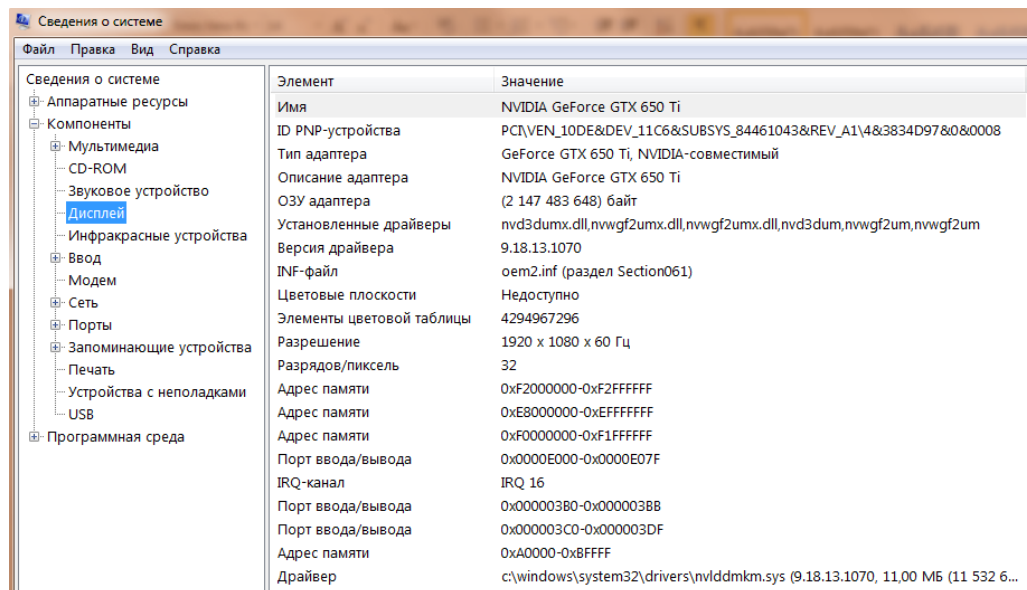 Сведения о системе
Файл Правка Вид Справка
Сведения о системе
Аппаратные ресурсы
Компоненты
Мультимедиа
CD-ROM
Звуковое устройство
Дисплей
Инфракрасные устройства
Ввод
Модем
Сеть
Порты
Запоминающие устройства
Печать
Устройства с неполадками
USB
Программная среда
Элемент Значение
Имя NVIDIA GeForce GTX 650 Ti
ID PNP-устройства PCI\VEN_10DE&DEV_11C6&SUBSYS_84461043&REV_A1\4&3834D97&0&0008
Тип адаптера GeForce GTX 650 Ti, NVIDIA-совместимый
Описание адаптера NVIDIA GeForce GTX 650 Ti
ОЗУ адаптера (2 147 483 648) байт
Установленные драйверы nvd3dumx.dll,nvwgf2umx.dll,nvwgf2umx.dll,nvd3dum,nvwgf2um,nvwgf2um
Версия драйвера 9.18.13.1070
INF-файл oem2.inf (раздел Section061)
Цветовые плоскости Недоступно
Элементы цветовой таблицы 4294967296
Разрешение 1920 x 1080 x 60 Гц
Разрядов/пиксель 32
Адрес памяти 0xF2000000-0xF2FFFFFF
Адрес памяти 0xE8000000-0xEFFFFFFF
Адрес памяти 0xF0000000-0xF1FFFFFF
Порт ввода/вывода 0x0000E000-0x0000E07F
IRQ-канал IRQ 16
Порт ввода/вывода 0x000003B0-0x000003BB
Порт ввода/вывода 0x000003C0-0x000003DF
Адрес памяти 0xA0000-0xBFFFF
Драйвер c:\windows\system32\drivers\nvlddmkm.sys (9.18.13.1070, 11,00 МБ (11 532 6...